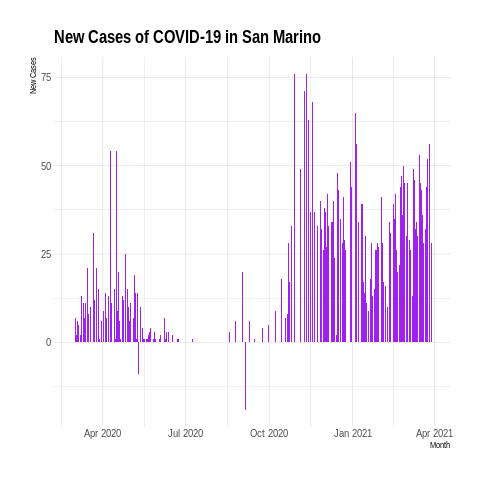 New Cases of COVID-19 in San Marino
New Cases
75
50
25
0
Apr 2020 Jul 2020 Oct 2020 Jan 2021 Apr 2021
Month